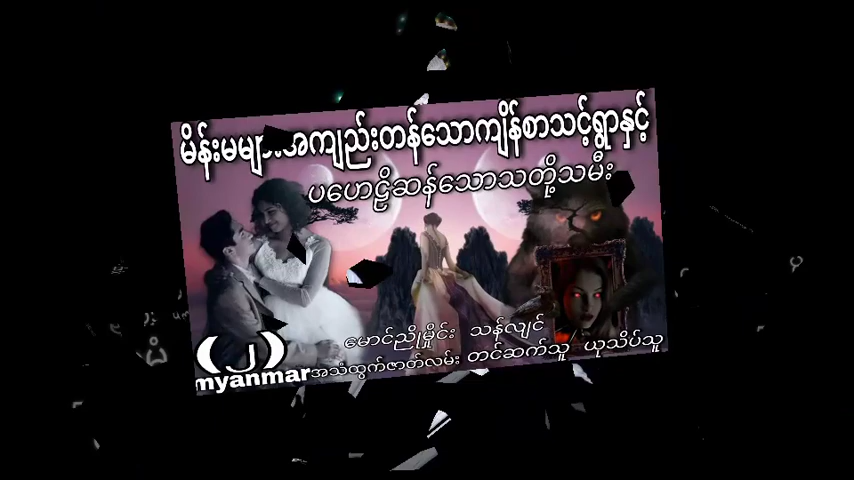 မိန်းမများအကျည်းတန်သောကျိန်စာသင့်ရွာနှင့်
ပဟေဠိဆန်သောသတို့သမီး
မောင်ညိုမှိုင်း သန်လျင်
(၂)
အသံထွက်ဇာတ်လမ်း တင်ဆက်သူ ယုသိပ်သူ
myanmar